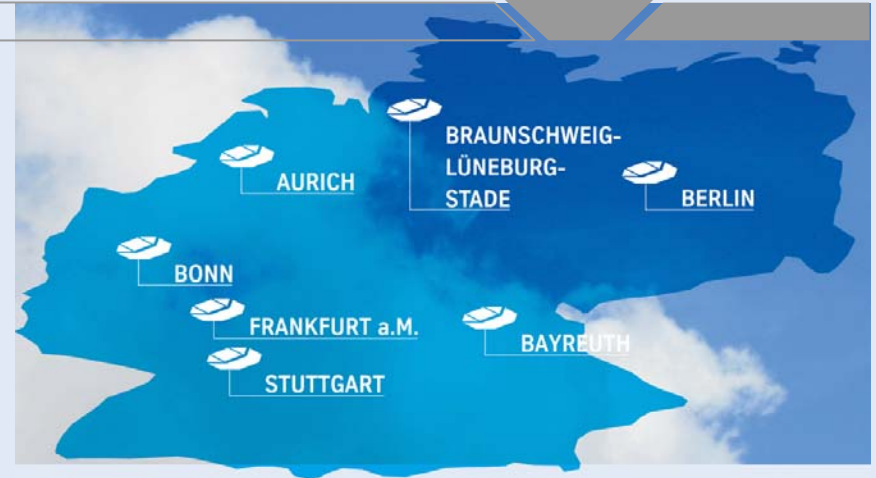 BRAUNSCHWEIG-
LÜNEBURG-
STADE
AURICH
BERLIN
BONN
FRANKFURT a.M.
BAYREUTH
STUTTGART